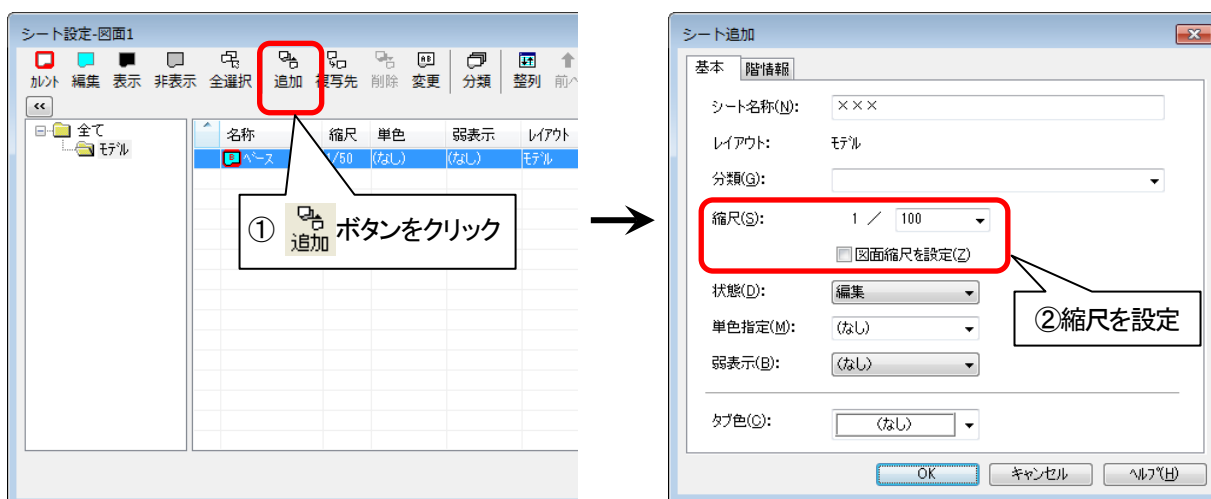 シート設定-図面1
ｶﾚﾝﾄ 編集 表示 非表示 全選択 追加 複写先 削除 変更 分類 整列 前へ
全て
ﾓﾃﾞﾙ
名称 縮尺 単色 弱表示 ﾚｲｱｳﾄ
ﾍﾞｰｽ 1/50 (なし) (なし) ﾓﾃﾞﾙ
① 追加 ボタンをクリック
シート追加
基本 階情報
シート名称(N): ×××
レイアウト: ﾓﾃﾞﾙ
分類(G):
縮尺(S): 1 ／ 100
図面縮尺を設定(Z)
状態(D): 編集
②縮尺を設定
単色指定(M): (なし)
弱表示(B): (なし)
タブ色(C): (なし)
OK キャンセル ﾍﾙﾌﾟ(H)